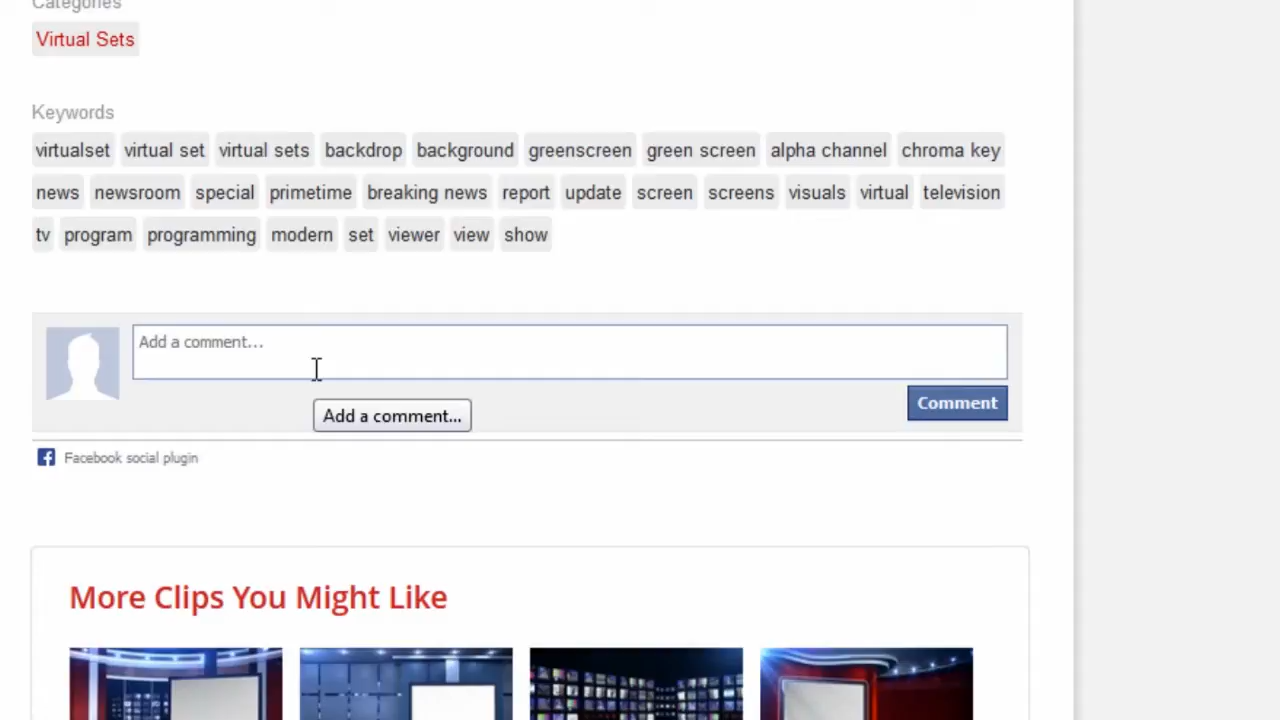 Categories
Virtual Sets
Keywords
virtualset virtual set virtual sets backdrop background greenscreen green screen alpha channel chroma key
news newsroom special primetime breaking news report update screen screens visuals virtual television
tv program programming modern set viewer view show
Add a comment...
Comment
Add a comment...
Facebook social plugin
More Clips You Might Like